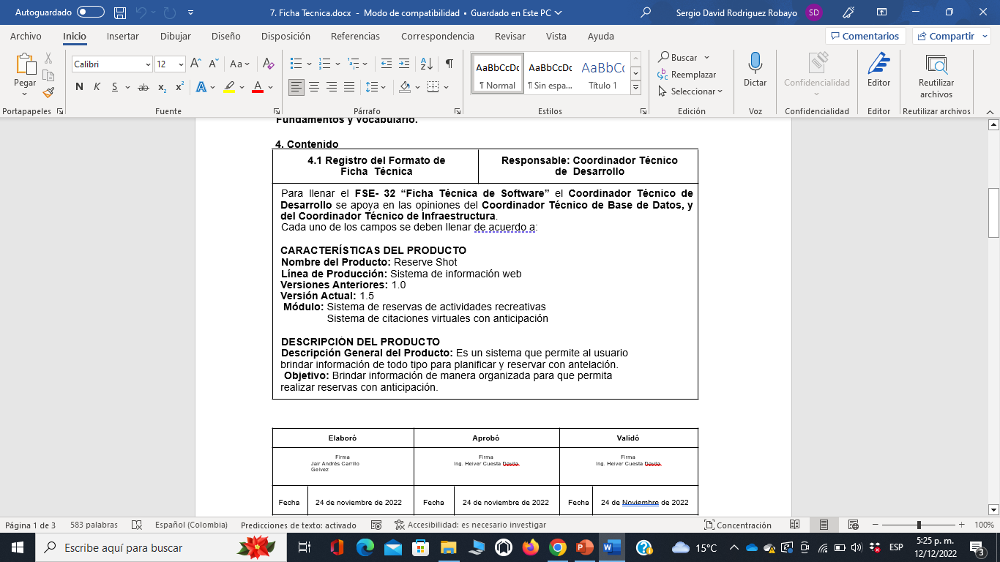 Autoguardado
7. Ficha Tecnica.docx - Modo de compatibilidad • Guardado en Este PC
Sergio David Rodriguez Robayo
SD
Archivo Inicio Insertar Dibujar Diseño Disposición Referencias Correspondencia Revisar Vista Ayuda
Comentarios Compartir
Pegar
Calibri 12
Aa
N K S ab x₂ x²
A A
AaBbCcDc AaBbCcDc AaBbCc
¶ Normal ¶ Sin espa... Título 1
Buscar
Reemplazar
Seleccionar
Dictar
Confidencialidad
Editor
Reutilizar
archivos
Portapapeles Fuente Párrafo Estilos Edición Voz Confidencialidad Editor Reutilizar archivos
Fundamentos y Vocabulario.
4. Contenido
4.1 Registro del Formato de
Ficha Técnica
Responsable: Coordinador Técnico
de Desarrollo
Para llenar el FSE- 32 “Ficha Técnica de Software” el Coordinador Técnico de
Desarrollo se apoya en las opiniones del Coordinador Técnico de Base de Datos, y
del Coordinador Técnico de Infraestructura.
Cada uno de los campos se deben llenar de acuerdo a:
CARACTERÍSTICAS DEL PRODUCTO
Nombre del Producto: Reserve Shot
Línea de Producción: Sistema de información web
Versiones Anteriores: 1.0
Versión Actual: 1.5
Módulo: Sistema de reservas de actividades recreativas
Sistema de citaciones virtuales con anticipación
DESCRIPCIÓN DEL PRODUCTO
Descripción General del Producto: Es un sistema que permite al usuario
brindar información de todo tipo para planificar y reservar con antelación.
Objetivo: Brindar información de manera organizada para que permita
realizar reservas con anticipación.
Elaboró Aprobó Validó
Firma
Jair Andrés Carrillo
Gelvez
Firma
Ing. Heiver Cuesta Davila.
Firma
Ing. Heiver Cuesta Davila.
Fecha 24 de noviembre de 2022 Fecha 24 de noviembre de 2022 Fecha 24 de Noviembre de 2022
Página 1 de 3 583 palabras Español (Colombia) Predicciones de texto: activado Accesibilidad: es necesario investigar Concentración 100%
Escribe aquí para buscar
15°C
ESP
5:25 p. m.
12/12/2022
3